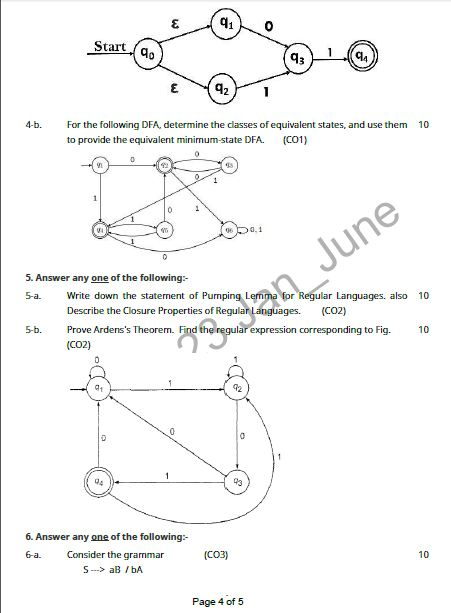 ε q1 0
Start q0 q3 1 q4
ε q2 1
4-b. For the following DFA, determine the classes of equivalent states, and use them 10
to provide the equivalent minimum-state DFA. (CO1)
0 0
q1 q2 q3
0 1
1
1 0 1
q4 q5 q6 0,1
1
0
23 Jan_June
5. Answer any one of the following:-
5-a. Write down the statement of Pumping Lemma for Regular Languages. also 10
Describe the Closure Properties of Regular Languages. (CO2)
5-b. Prove Ardens's Theorem. Find the regular expression corresponding to Fig. 10
(CO2)
0 1
q1 1 q2
0 0 0
1
q4 1 q3
6. Answer any one of the following:-
6-a. Consider the grammar (CO3) 10
S ---> aB / bA
Page 4 of 5